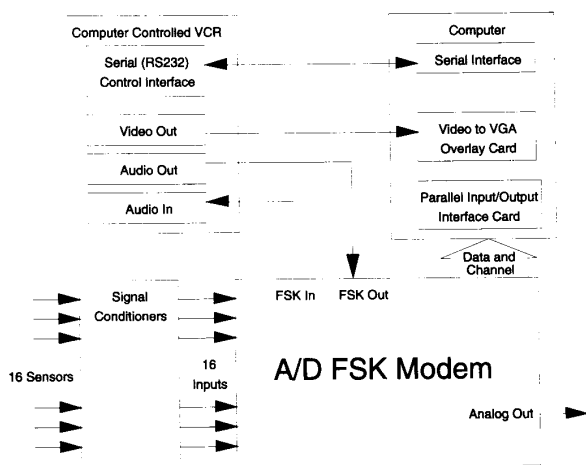 Computer Controlled VCR
Serial (RS232)
Control Interface
Video Out
Audio Out
Audio In
Computer
Serial Interface
Video to VGA
Overlay Card
Parallel Input/Output
Interface Card
Data and
Channel
Signal
Conditioners
FSK In
FSK Out
16 Sensors
16
Inputs
A/D FSK Modem
Analog Out